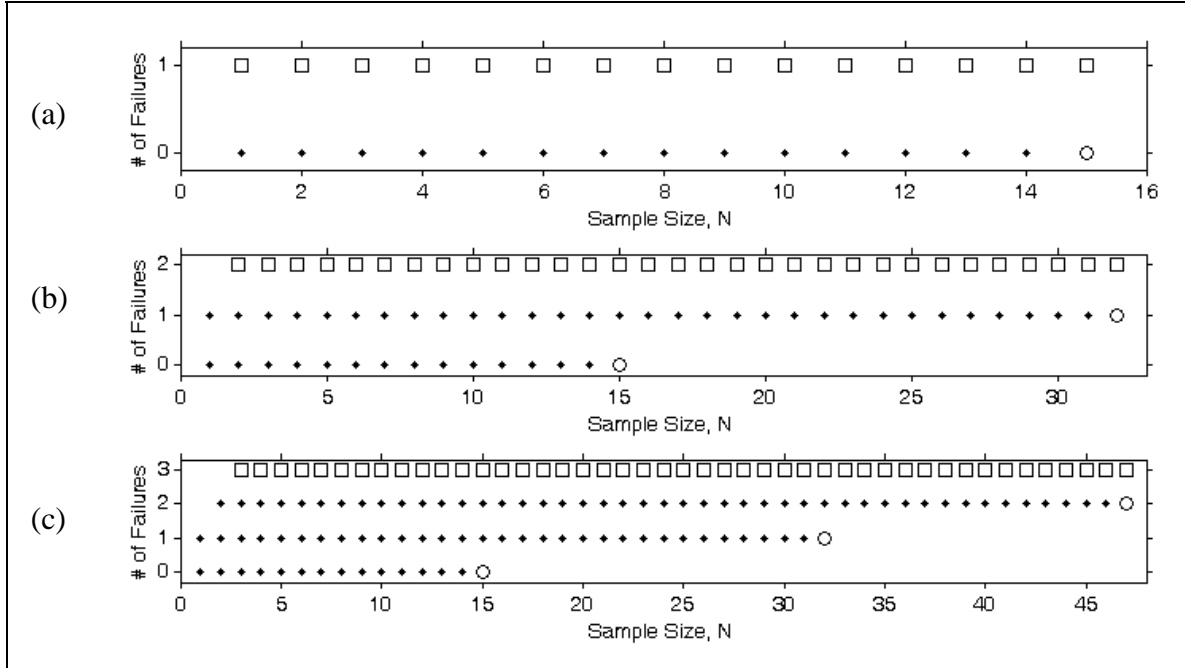 (a)
# of Failures
1
0
0 2 4 6 8 10 12 14 16
Sample Size, N
(b)
# of Failures
2
1
0
0 5 10 15 20 25 30
Sample Size, N
(c)
# of Failures
3
2
1
0
0 5 10 15 20 25 30 35 40 45
Sample Size, N